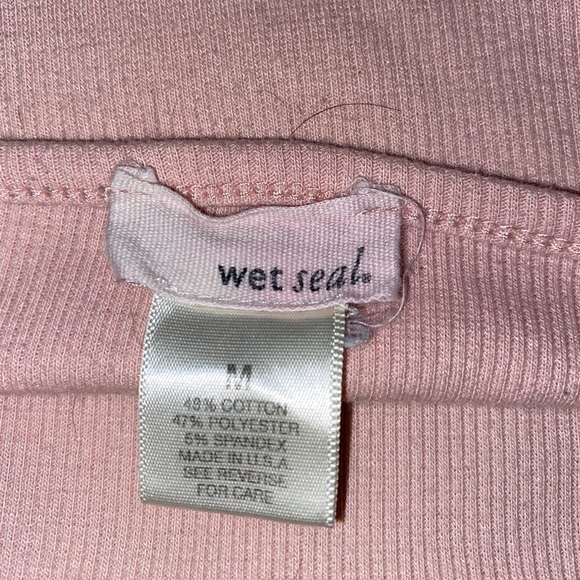 wet seal.
M
48% COTTON
47% POLYESTER
5% SPANDEX
MADE IN U.S.A
SEE REVERSE
FOR CARE